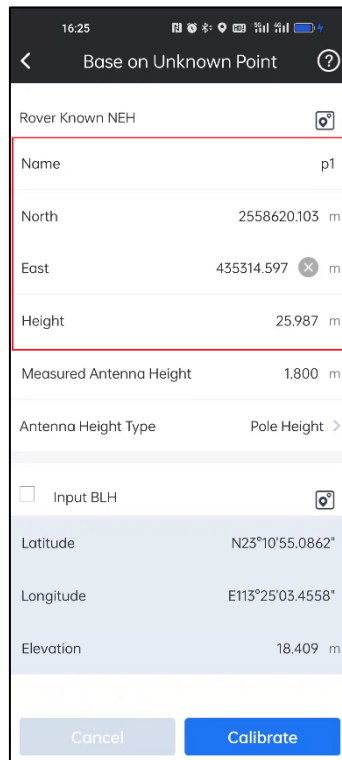 16:25
Base on Unknown Point
Rover Known NEH
Name p1
North 2558620.103 m
East 435314.597 m
Height 25.987 m
Measured Antenna Height 1.800 m
Antenna Height Type Pole Height
Input BLH
Latitude N23°10'55.0862"
Longitude E113°25'03.4558"
Elevation 18.409 m
Cancel Calibrate